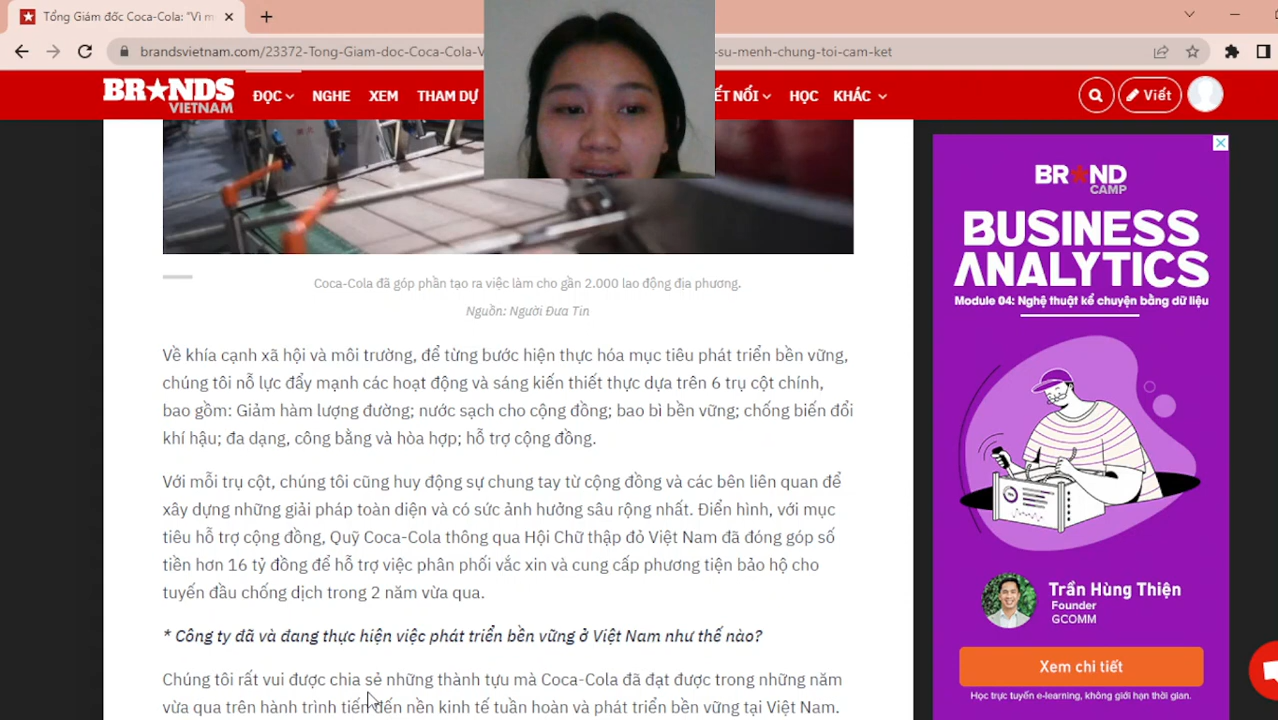 Tổng Giám đốc Coca-Cola: "Vì m
brandsvietnam.com/23372-Tong-Giam-doc-Coca-Cola-V
su-menh-chung-toi-cam-ket
BRANDS VIETNAM
ĐỌC
NGHE
XEM
THAM DỰ
ẾT NỐI
HỌC
KHÁC
Viết
Coca-Cola đã góp phần tạo ra việc làm cho gần 2.000 lao động địa phương.
Nguồn: Người Đưa Tin
Về khía cạnh xã hội và môi trường, để từng bước hiện thực hóa mục tiêu phát triển bền vững,
chúng tôi nỗ lực đẩy mạnh các hoạt động và sáng kiến thiết thực dựa trên 6 trụ cột chính,
bao gồm: Giảm hàm lượng đường; nước sạch cho cộng đồng; bao bì bền vững; chống biến đổi
khí hậu; đa dạng, công bằng và hòa hợp; hỗ trợ cộng đồng.
Với mỗi trụ cột, chúng tôi cũng huy động sự chung tay từ cộng đồng và các bên liên quan để
xây dựng những giải pháp toàn diện và có sức ảnh hưởng sâu rộng nhất. Điển hình, với mục
tiêu hỗ trợ cộng đồng, Quỹ Coca-Cola thông qua Hội Chữ thập đỏ Việt Nam đã đóng góp số
tiền hơn 16 tỷ đồng để hỗ trợ việc phân phối vắc xin và cung cấp phương tiện bảo hộ cho
tuyến đầu chống dịch trong 2 năm vừa qua.
* Công ty đã và đang thực hiện việc phát triển bền vững ở Việt Nam như thế nào?
Chúng tôi rất vui được chia sẻ những thành tựu mà Coca-Cola đã đạt được trong những năm
vừa qua trên hành trình tiến đến nền kinh tế tuần hoàn và phát triển bền vững tại Việt Nam.
BRAND
CAMP
BUSINESS
ANALYTICS
Module 04: Nghệ thuật kể chuyện bằng dữ liệu
Trần Hùng Thiện
Founder
GCOMM
Xem chi tiết
Học trực tuyến e-learning, không giới hạn thời gian.